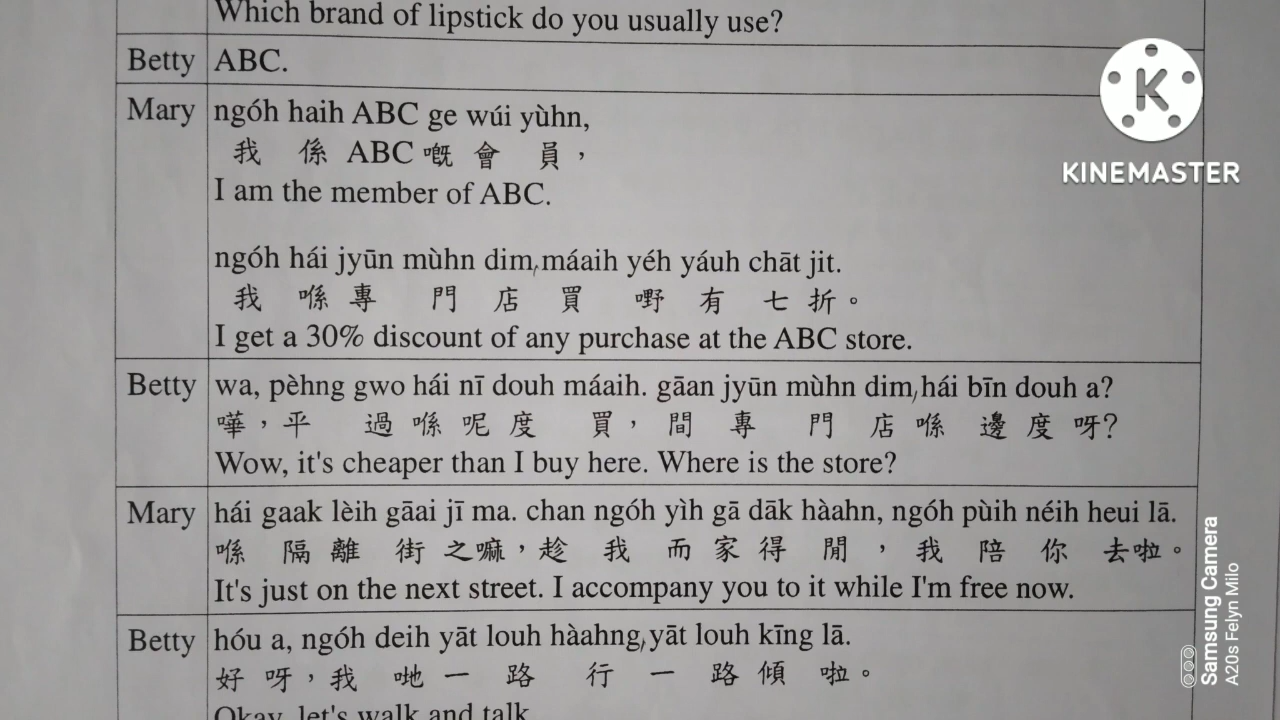 Which brand of lipstick do you usually use?
Betty ABC.
Mary ngóh haih ABC ge wúi yùhn,
我 係 ABC 嘅 會 員，
I am the member of ABC.
ngóh hái jyūn mùhn dim, máaih yéh yáuh chāt jit.
我 喺 專 門 店 買 嘢 有 七 折。
I get a 30% discount of any purchase at the ABC store.
Betty wa, pèhng gwo hái nī douh máaih. gāan jyūn mùhn dim, hái bīn douh a?
嘩，平 過 喺 呢 度 買，間 專 門 店 喺 邊 度 呀?
Wow, it's cheaper than I buy here. Where is the store?
Mary hái gaak lèih gāai jī ma. chan ngóh yìh gā dāk hàahn, ngóh pùih néih heui lā.
喺 隔 離 街 之嘛，趁 我 而 家 得 閒，我 陪 你 去啦。
It's just on the next street. I accompany you to it while I'm free now.
Betty hóu a, ngóh deih yāt louh hàahng, yāt louh kīng lā.
好 呀，我 哋 一 路 行 一 路 傾 啦。
Okay, let's walk and talk
KINEMASTER
Samsung Camera
A20s Felyn Milo